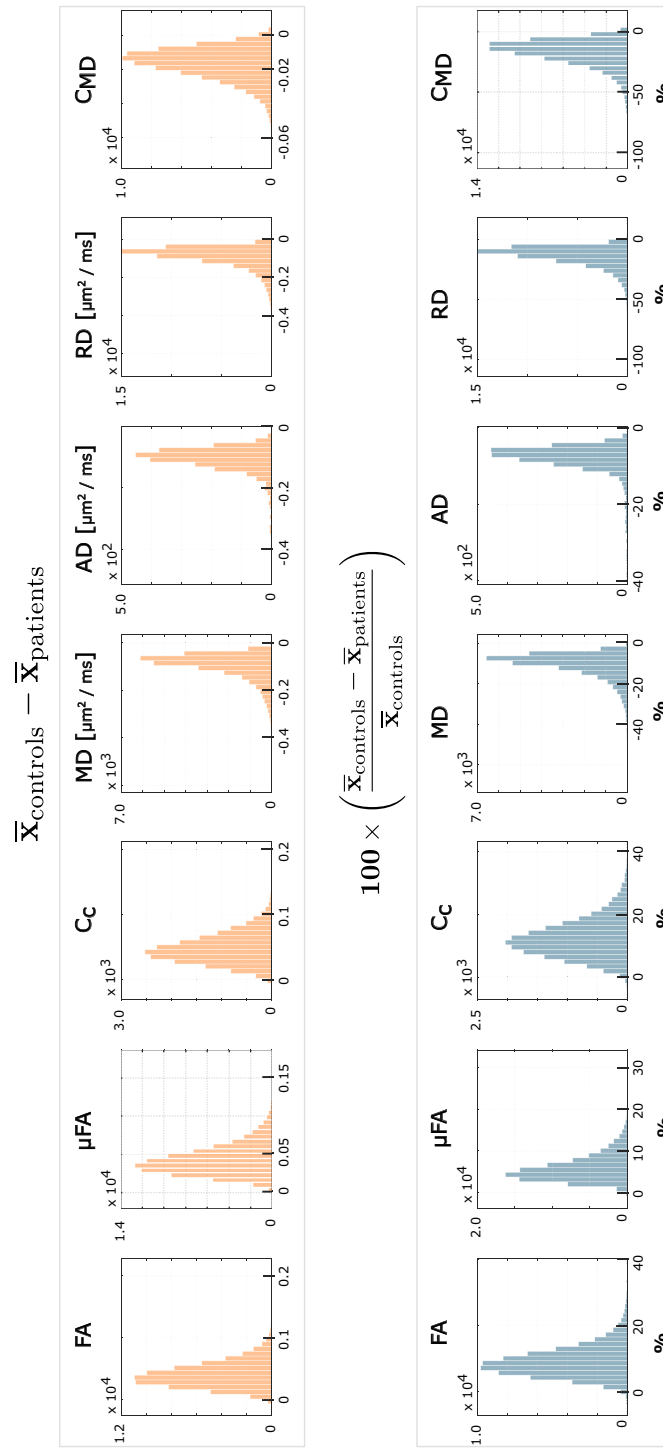 x̄controls − x̄patients
FA µFA CC MD [µm² / ms] AD [µm² / ms] RD [µm² / ms] CMD
x 10⁴ x 10⁴ x 10³ x 10³ x 10² x 10⁴ x 10⁴
1.2 1.4 3.0 7.0 5.0 1.5 1.0
0 0 0 0 0 0 0
0 0.1 0.2 0 0.05 0.15 0 0.1 0.2 -0.4 -0.2 0 -0.4 -0.2 0 -0.4 -0.2 0 -0.06 -0.02 0
100 × (x̄controls − x̄patients
x̄controls)
FA µFA CC MD AD RD CMD
x 10⁴ x 10⁴ x 10³ x 10³ x 10² x 10⁴ x 10⁴
1.0 2.0 2.5 7.0 5.0 1.5 1.4
0 0 0 0 0 0 0
0 20 40 0 10 20 30 0 20 40 -40 -20 0 -40 -20 0 -100 -50 0 -100 -50 0
% % % % % % %